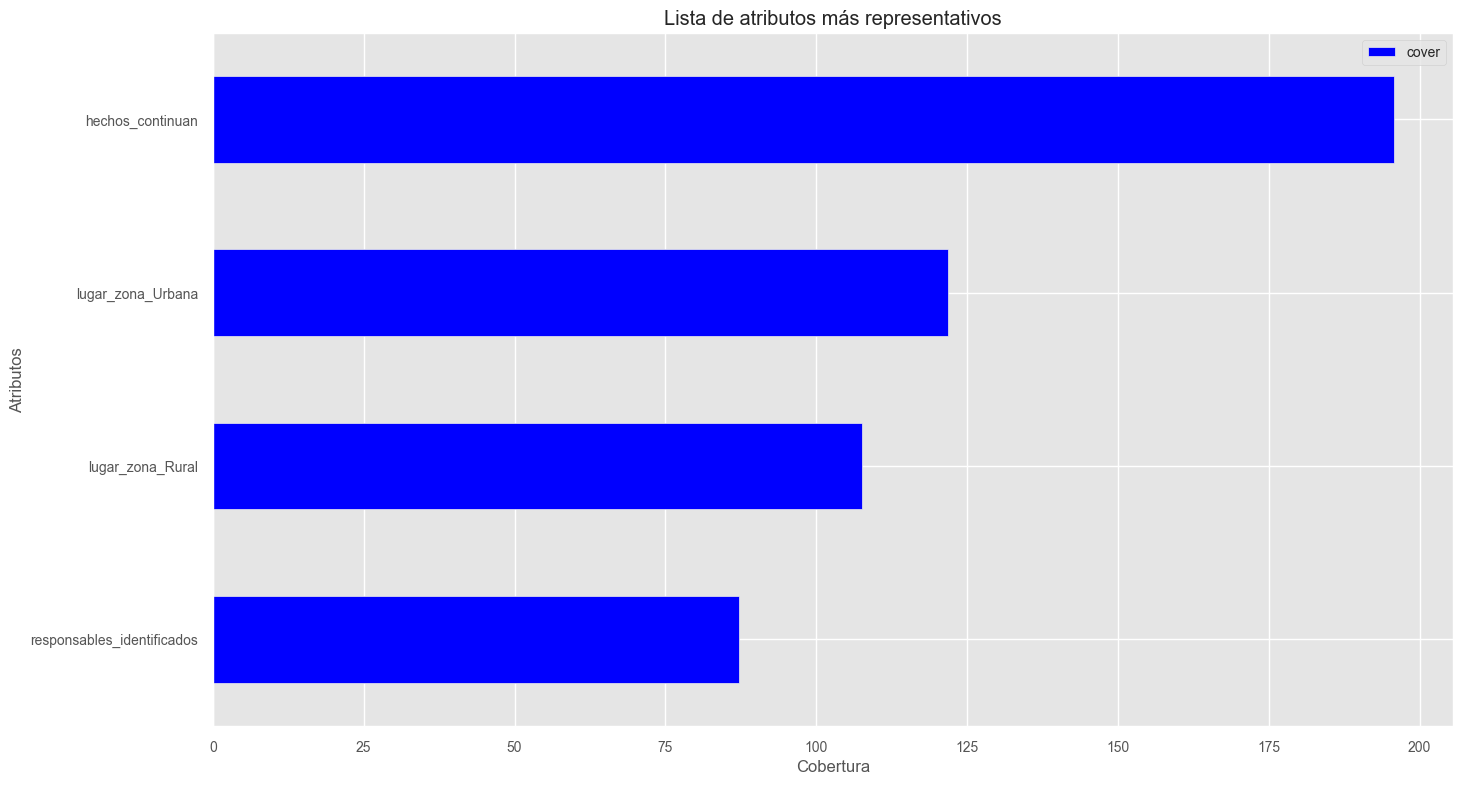 Lista de atributos más representativos
cover
hechos_continuan
lugar_zona_Urbana
lugar_zona_Rural
responsables_identificados
Atributos
0 25 50 75 100 125 150 175 200
Cobertura